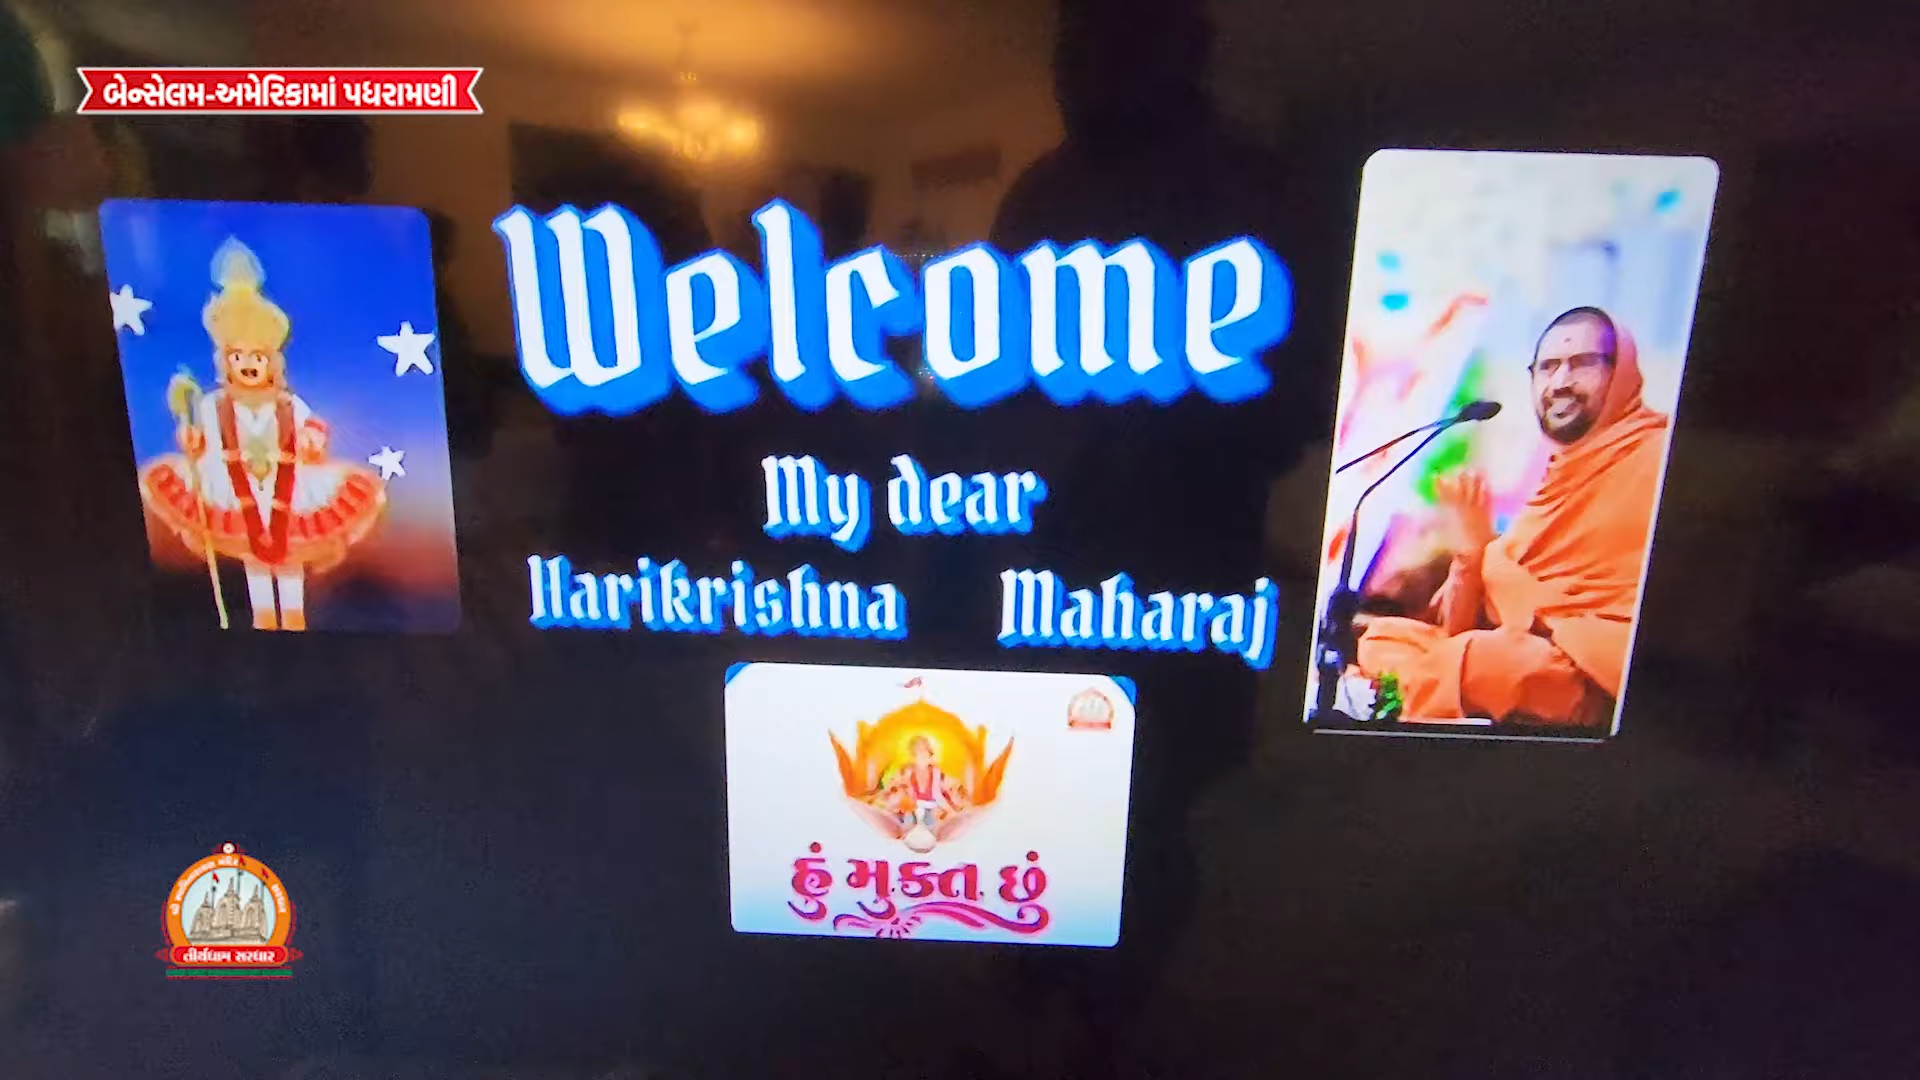 બેન્સેલમ-અમેરિકામાં પધરામણી
Welcome
My dear
Harikrishna Maharaj
હું મુક્ત છું
તીર્થધામ સરધાર